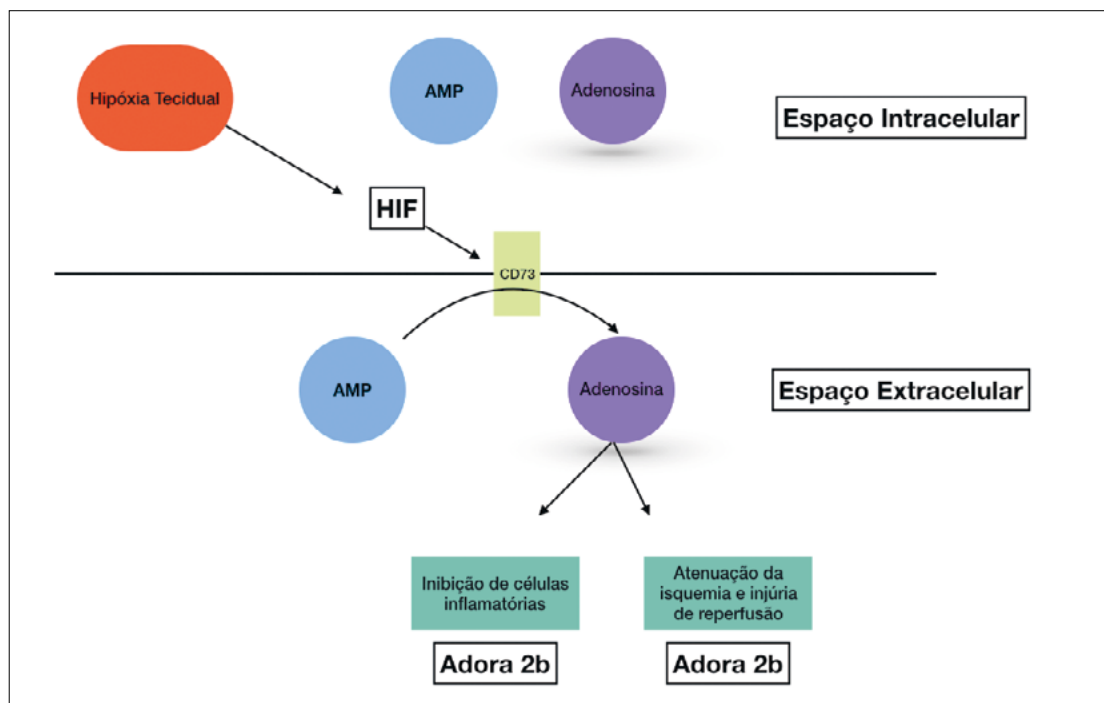 Hipóxia Tecidual
AMP
Adenosina
Espaço Intracelular
HIF
CD73
AMP
Adenosina
Espaço Extracelular
Inibição de células
inflamatórias
Atenuação da
isquemia e injúria
de reperfusão
Adora 2b
Adora 2b